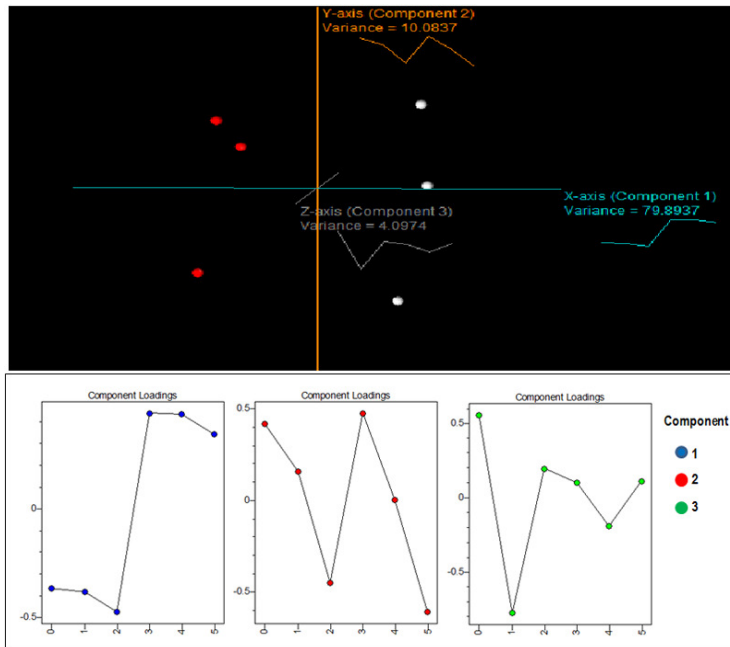 Y-axis (Component 2)
Variance = 10.0837
X-axis (Component 1)
Variance = 79.8937
Z-axis (Component 3)
Variance = 4.0974
Component Loadings
0
-0.5
0 1 2 3 4 5
Component Loadings
0.5
0
-0.5
0 1 2 3 4 5
Component Loadings
0.5
0
-0.5
0 1 2 3 4 5
Component
1
2
3